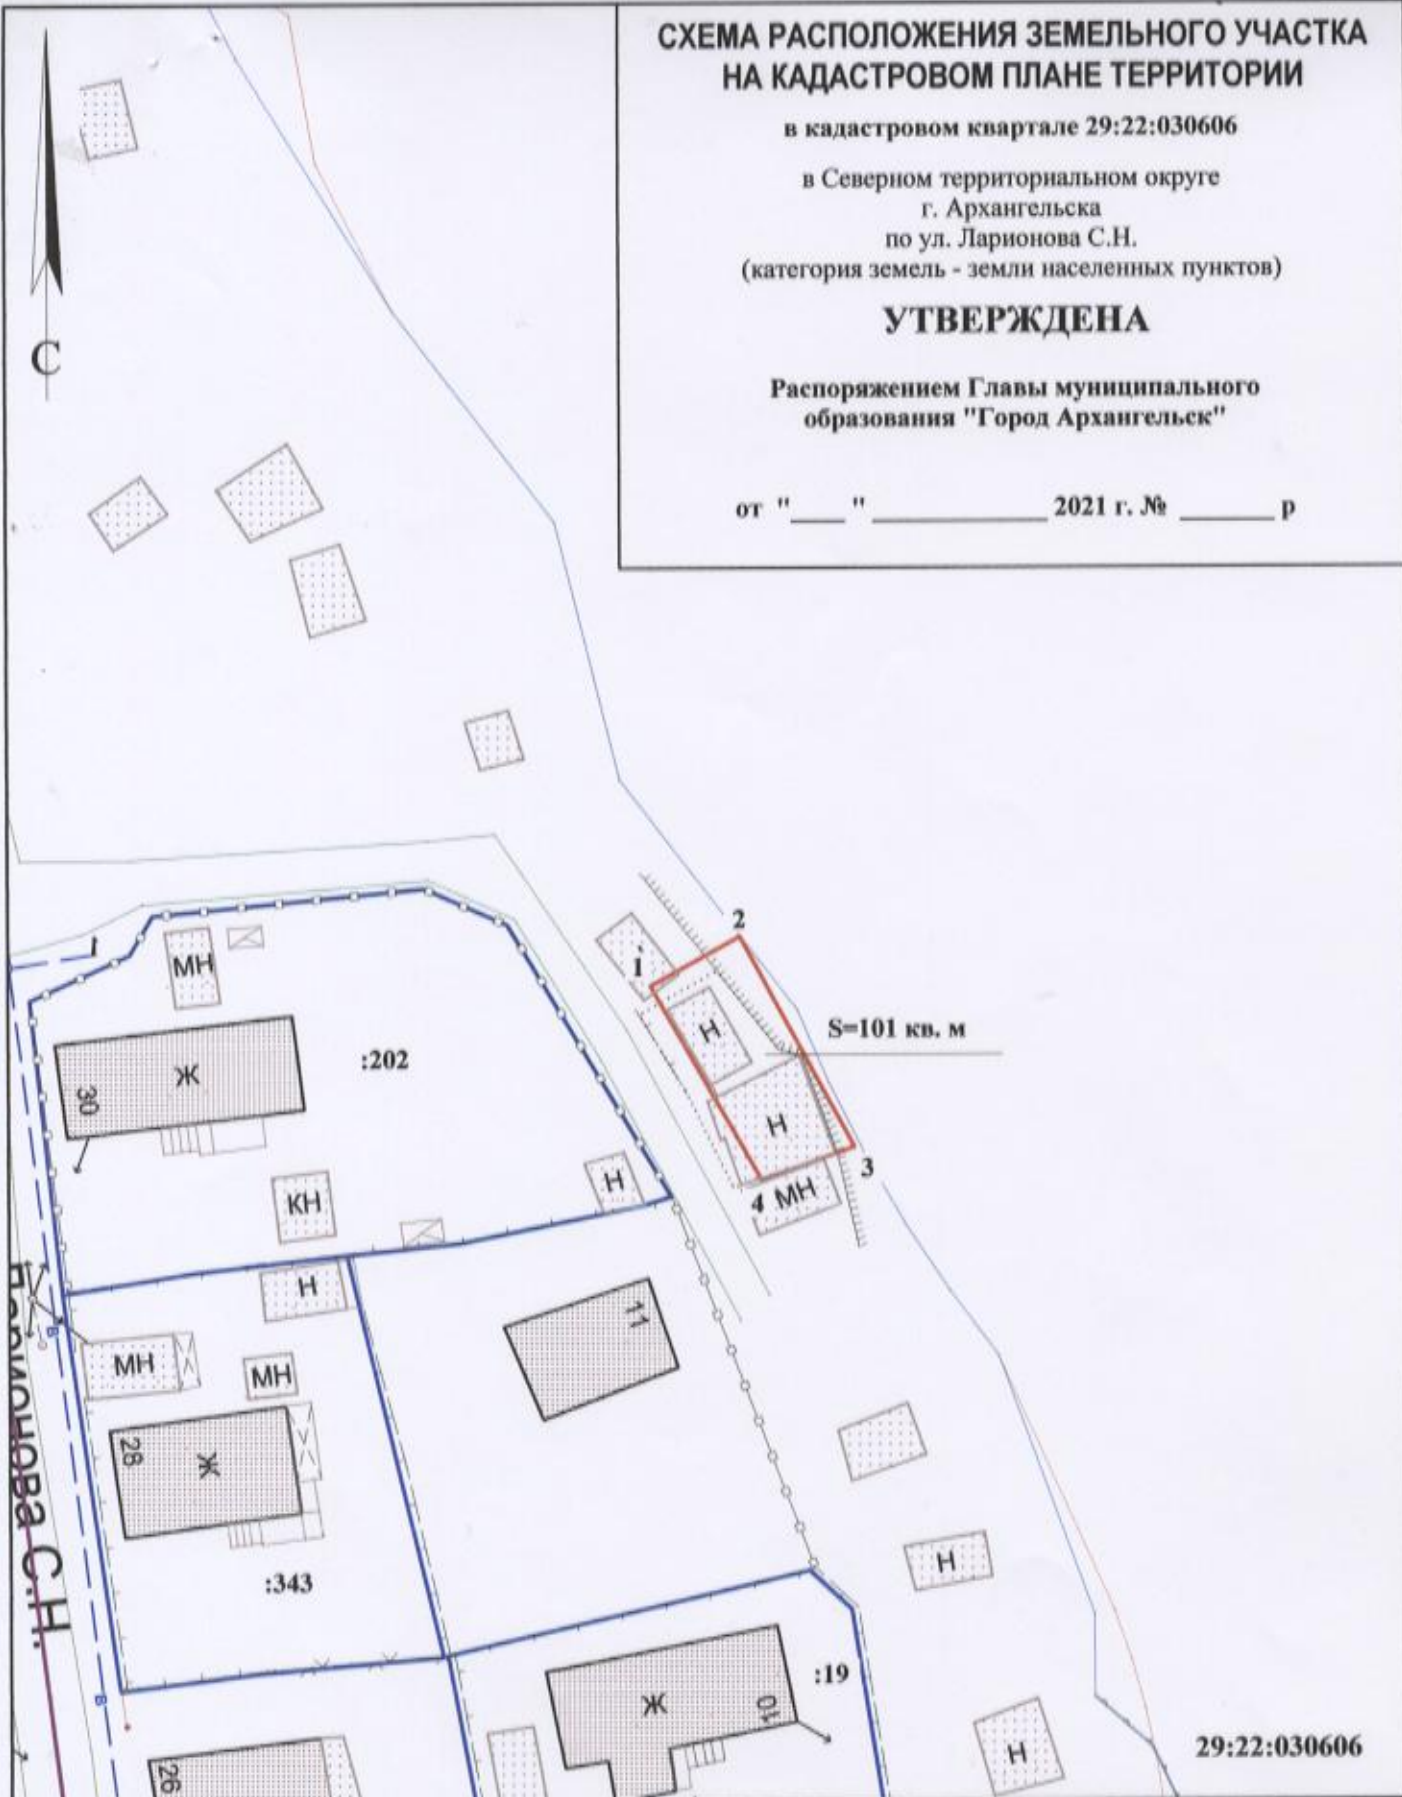 СХЕМА РАСПОЛОЖЕНИЯ ЗЕМЕЛЬНОГО УЧАСТКА
НА КАДАСТРОВОМ ПЛАНЕ ТЕРРИТОРИИ
в кадастровом квартале 29:22:030606
в Северном территориальном округе
г. Архангельска
по ул. Ларионова С.Н.
(категория земель - земли населенных пунктов)
УТВЕРЖДЕНА
Распоряжением Главы муниципального
образования "Город Архангельск"
от "___" ____________ 2021 г. № ______ р
С
2
1
МН
Н
S=101 кв. м
:202
Ж
30
Н
3
Н
4 МН
КН
Н
11
МН
МН
28
Ж
Н
:343
С.Н.
В
В
:19
Ж
10
Н
29:22:030606
26